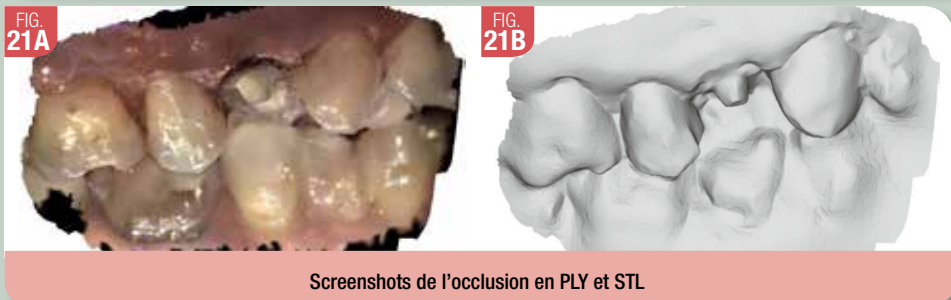 FIG.
21A
FIG.
21B
Screenshots de l’occlusion en PLY et STL